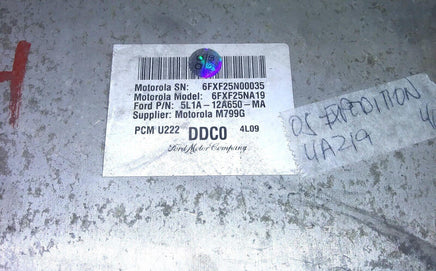 Motorola SN: 6FXF25N00035
Motorola Model: 6FXF25NA19
Ford P/N: 5L1A-12A650-MA
Supplier: Motorola M799G
PCM U222 DDC0 4L09
Ford Motor Company
05 EXPEDITION
UA219